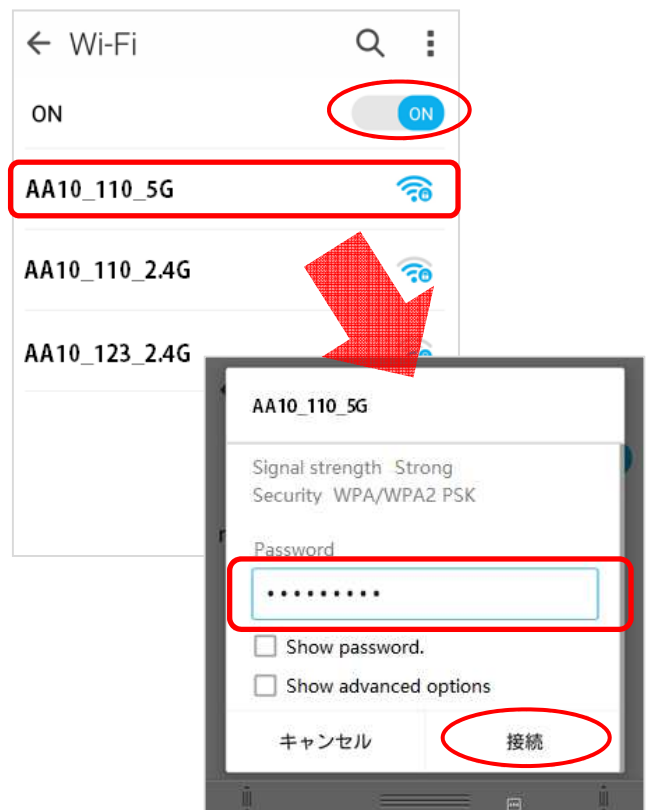 Wi-Fi
ON
ON
AA10_110_5G
AA10_110_2.4G
AA10_123_2.4G
AA10_110_5G
Signal strength Strong
Security WPA/WPA2 PSK
Password
•••••••••
Show password.
Show advanced options
キャンセル
接続